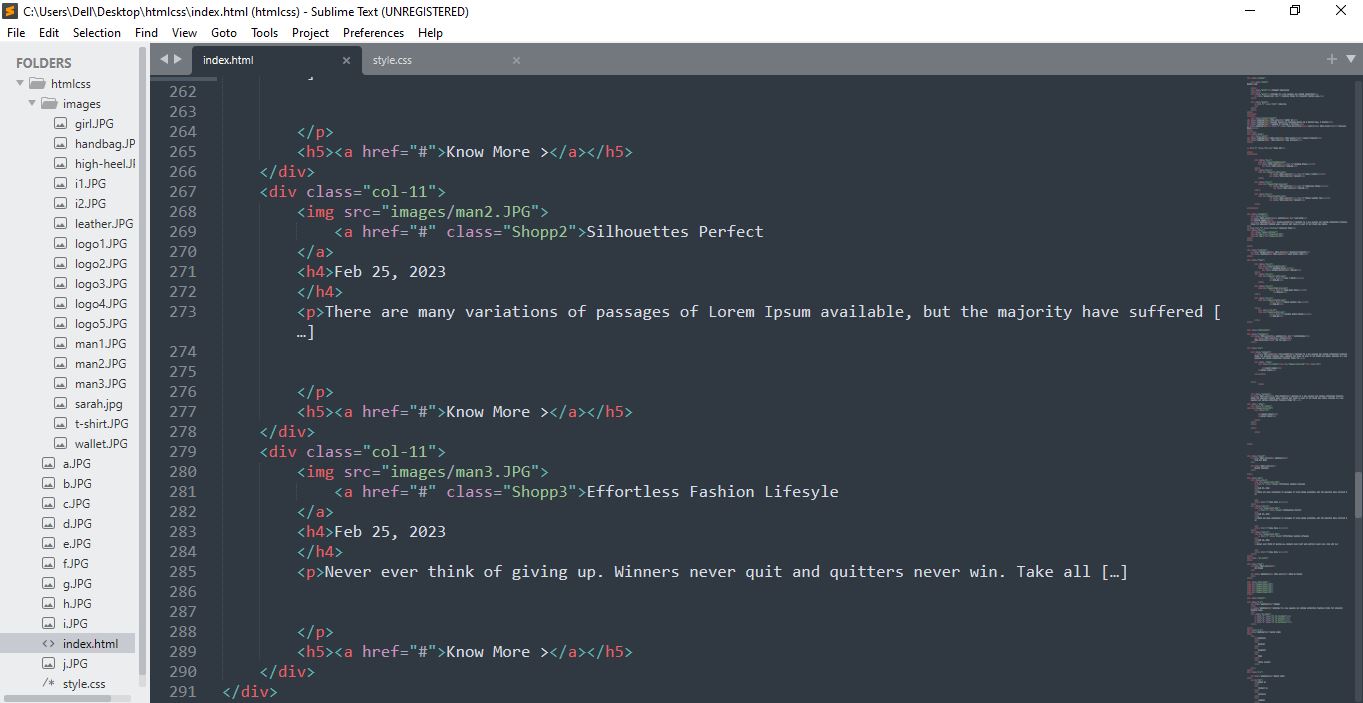 C:\Users\Dell\Desktop\htmlcss\index.html (htmlcss) - Sublime Text (UNREGISTERED)
File Edit Selection Find View Goto Tools Project Preferences Help
FOLDERS
htmlcss
images
girl.JPG
handbag.JP
high-heel.JF
i1.JPG
i2.JPG
leather.JPG
logo1.JPG
logo2.JPG
logo3.JPG
logo4.JPG
logo5.JPG
man1.JPG
man2.JPG
man3.JPG
sarah.jpg
t-shirt.JPG
wallet.JPG
a.JPG
b.JPG
c.JPG
d.JPG
e.JPG
f.JPG
g.JPG
h.JPG
i.JPG
<> index.html
j.JPG
/* style.css
index.html × style.css ×
]
262
263
264 </p>
265 <h5><a href="#">Know More ></a></h5>
266 </div>
267 <div class="col-11">
268 <img src="images/man2.JPG">
269 <a href="#" class="Shopp2">Silhouettes Perfect
270 </a>
271 <h4>Feb 25, 2023
272 </h4>
273 <p>There are many variations of passages of Lorem Ipsum available, but the majority have suffered [
…]
274
275
276 </p>
277 <h5><a href="#">Know More ></a></h5>
278 </div>
279 <div class="col-11">
280 <img src="images/man3.JPG">
281 <a href="#" class="Shopp3">Effortless Fashion Lifesyle
282 </a>
283 <h4>Feb 25, 2023
284 </h4>
285 <p>Never ever think of giving up. Winners never quit and quitters never win. Take all […]
286
287
288 </p>
289 <h5><a href="#">Know More ></a></h5>
290 </div>
291 </div>